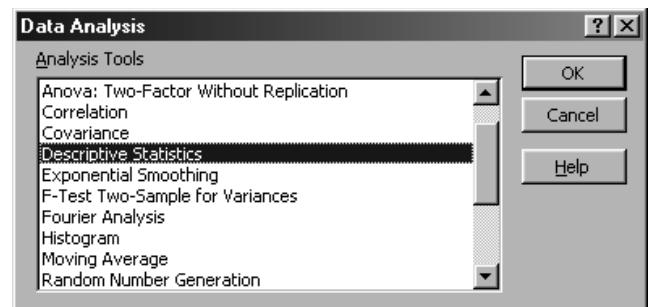 Data Analysis
Analysis Tools
Anova: Two-Factor Without Replication
Correlation
Covariance
Descriptive Statistics
Exponential Smoothing
F-Test Two-Sample for Variances
Fourier Analysis
Histogram
Moving Average
Random Number Generation
OK
Cancel
Help